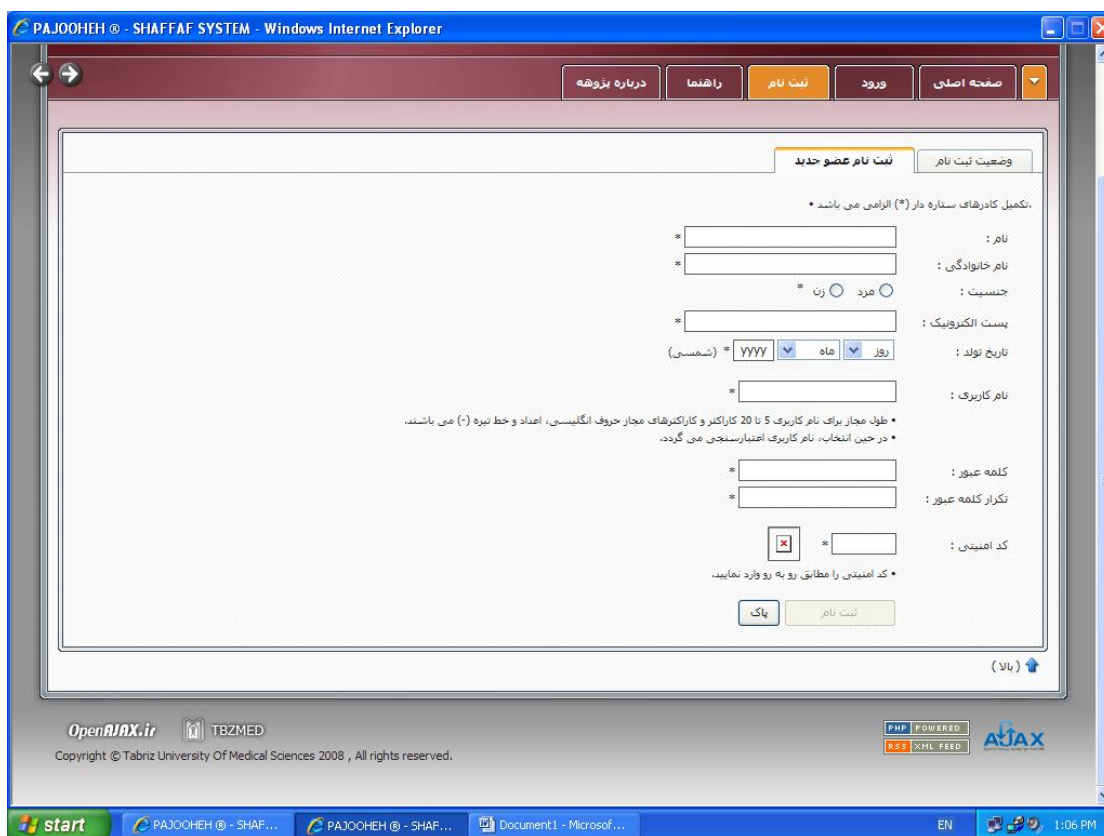 PAJOOHEH ® - SHAFFAF SYSTEM - Windows Internet Explorer
صفحه اصلی ورود ثبت نام راهنما درباره پژوهه
وضعیت ثبت نام ثبت نام عضو جدید
.تکمیل کادرهای ستاره دار (*) الزامی می باشد •
نام : *
نام خانوادگی : *
جنسیت : مرد زن *
پست الکترونیک : *
تاریخ تولد : روز ماه yyyy * (شمسی)
نام کاربری : *
• طول مجاز برای نام کاربری 5 تا 20 کاراکتر و کاراکترهای مجاز حروف انگلیسی، اعداد و خط تیره (-) می باشند.
• در حین انتخاب، نام کاربری اعتبارسنجی می گردد.
کلمه عبور : *
تکرار کلمه عبور : *
کد امنیتی : *
• کد امنیتی را مطابق رو به رو وارد نمایید.
ثبت نام پاک
( بالا )
OpenAJAX.ir TBZMED PHP POWERED
Copyright © Tabriz University Of Medical Sciences 2008 , All rights reserved. RSS XML FEED AJAX
start PAJOOHEH ® - SHAF... PAJOOHEH ® - SHAF... Document1 - Microsof... EN 1:06 PM